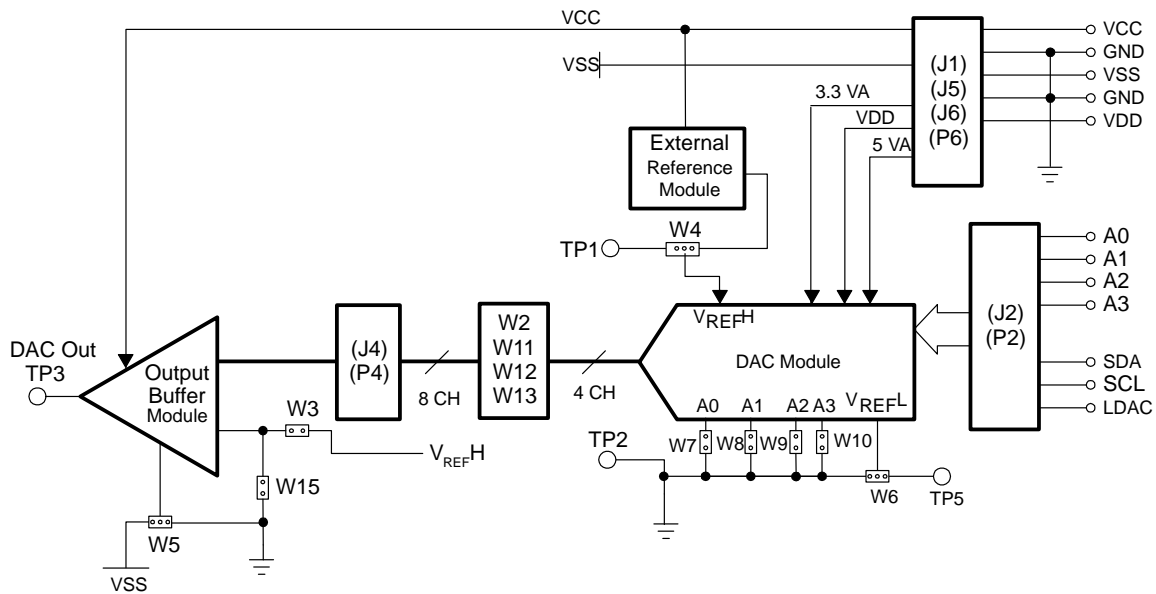 VCC
VCC
GND
VSS
VSS
(J1)
(J5)
(J6)
(P6)
3.3 VA
VDD
5 VA
GND
VDD
External
Reference
Module
W4
TP1
A0
A1
A2
A3
(J2)
(P2)
SDA
SCL
LDAC
VREFH
DAC Module
VREFL
A0 A1 A2 A3
W2
W11
W12
W13
(J4)
(P4)
8 CH
4 CH
DAC Out
TP3
Output
Buffer
Module
W3
VREFH
W15
W5
VSS
TP2
W7
W8
W9
W10
W6
TP5